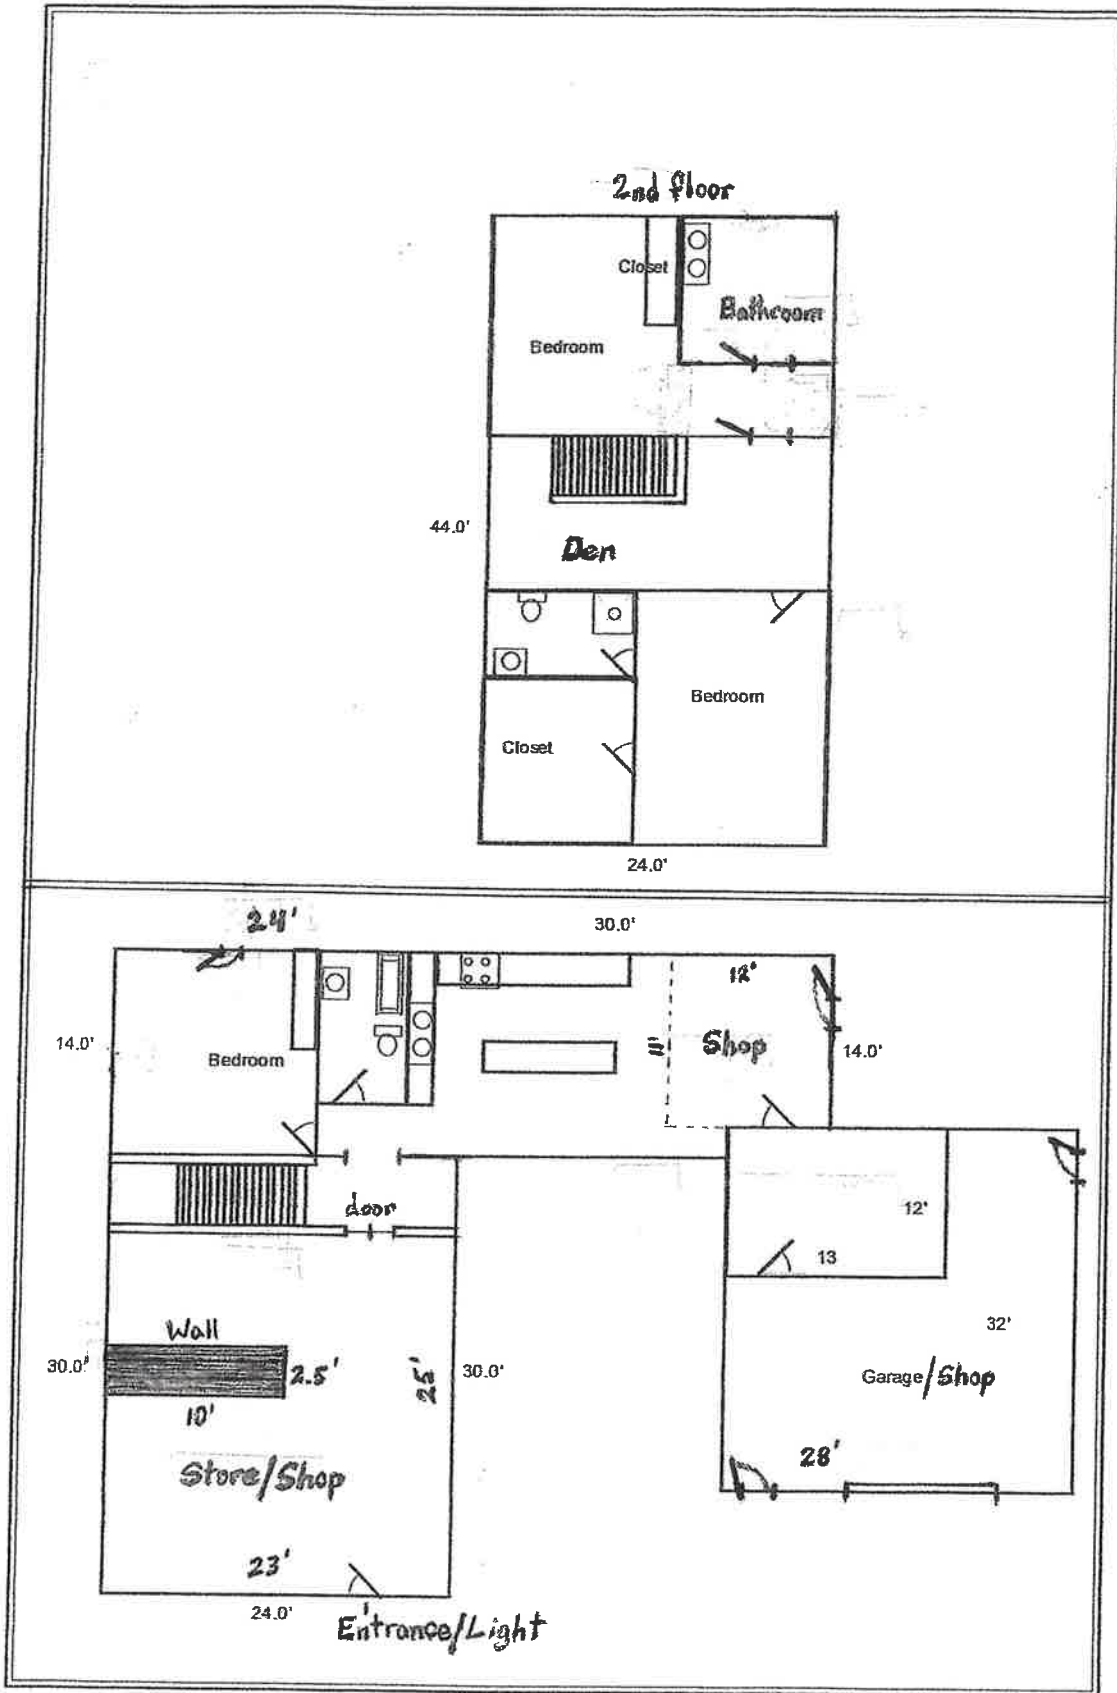 2nd floor
Closet
Bathroom
Bedroom
44.0'
Den
Bedroom
Closet
24.0'
24'
30.0'
12'
14.0'
Bedroom
11'
Shop
14.0'
door
12'
13
Wall
30.0'
2.5'
25'
30.0'
32'
10'
Garage/Shop
Store/Shop
28'
23'
24.0'
Entrance/Light